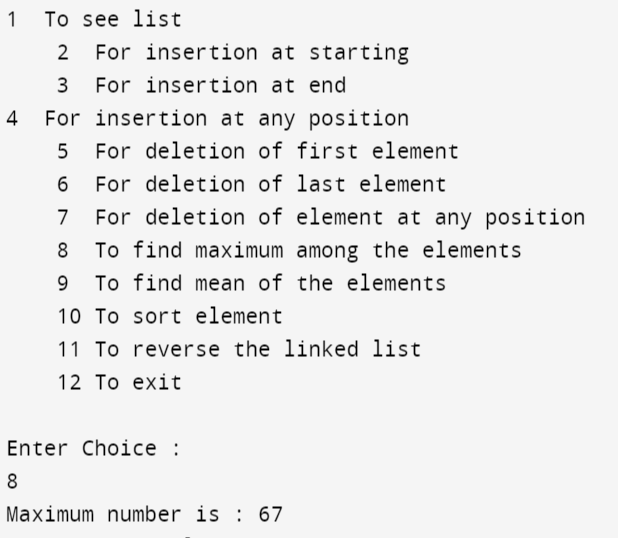 1  To see list
    2  For insertion at starting
    3  For insertion at end
4  For insertion at any position
    5  For deletion of first element
    6  For deletion of last element
    7  For deletion of element at any position
    8  To find maximum among the elements
    9  To find mean of the elements
    10 To sort element
    11 To reverse the linked list
    12 To exit

Enter Choice :
8
Maximum number is : 67